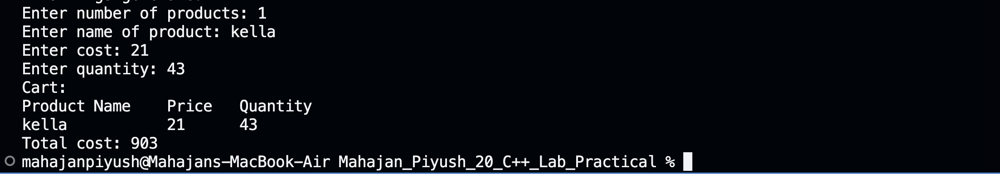 Enter number of products: 1
Enter name of product: kella
Enter cost: 21
Enter quantity: 43
Cart:
Product Name    Price   Quantity
kella           21      43
Total cost: 903
mahajanpiyush@Mahajans-MacBook-Air Mahajan_Piyush_20_C++_Lab_Practical %